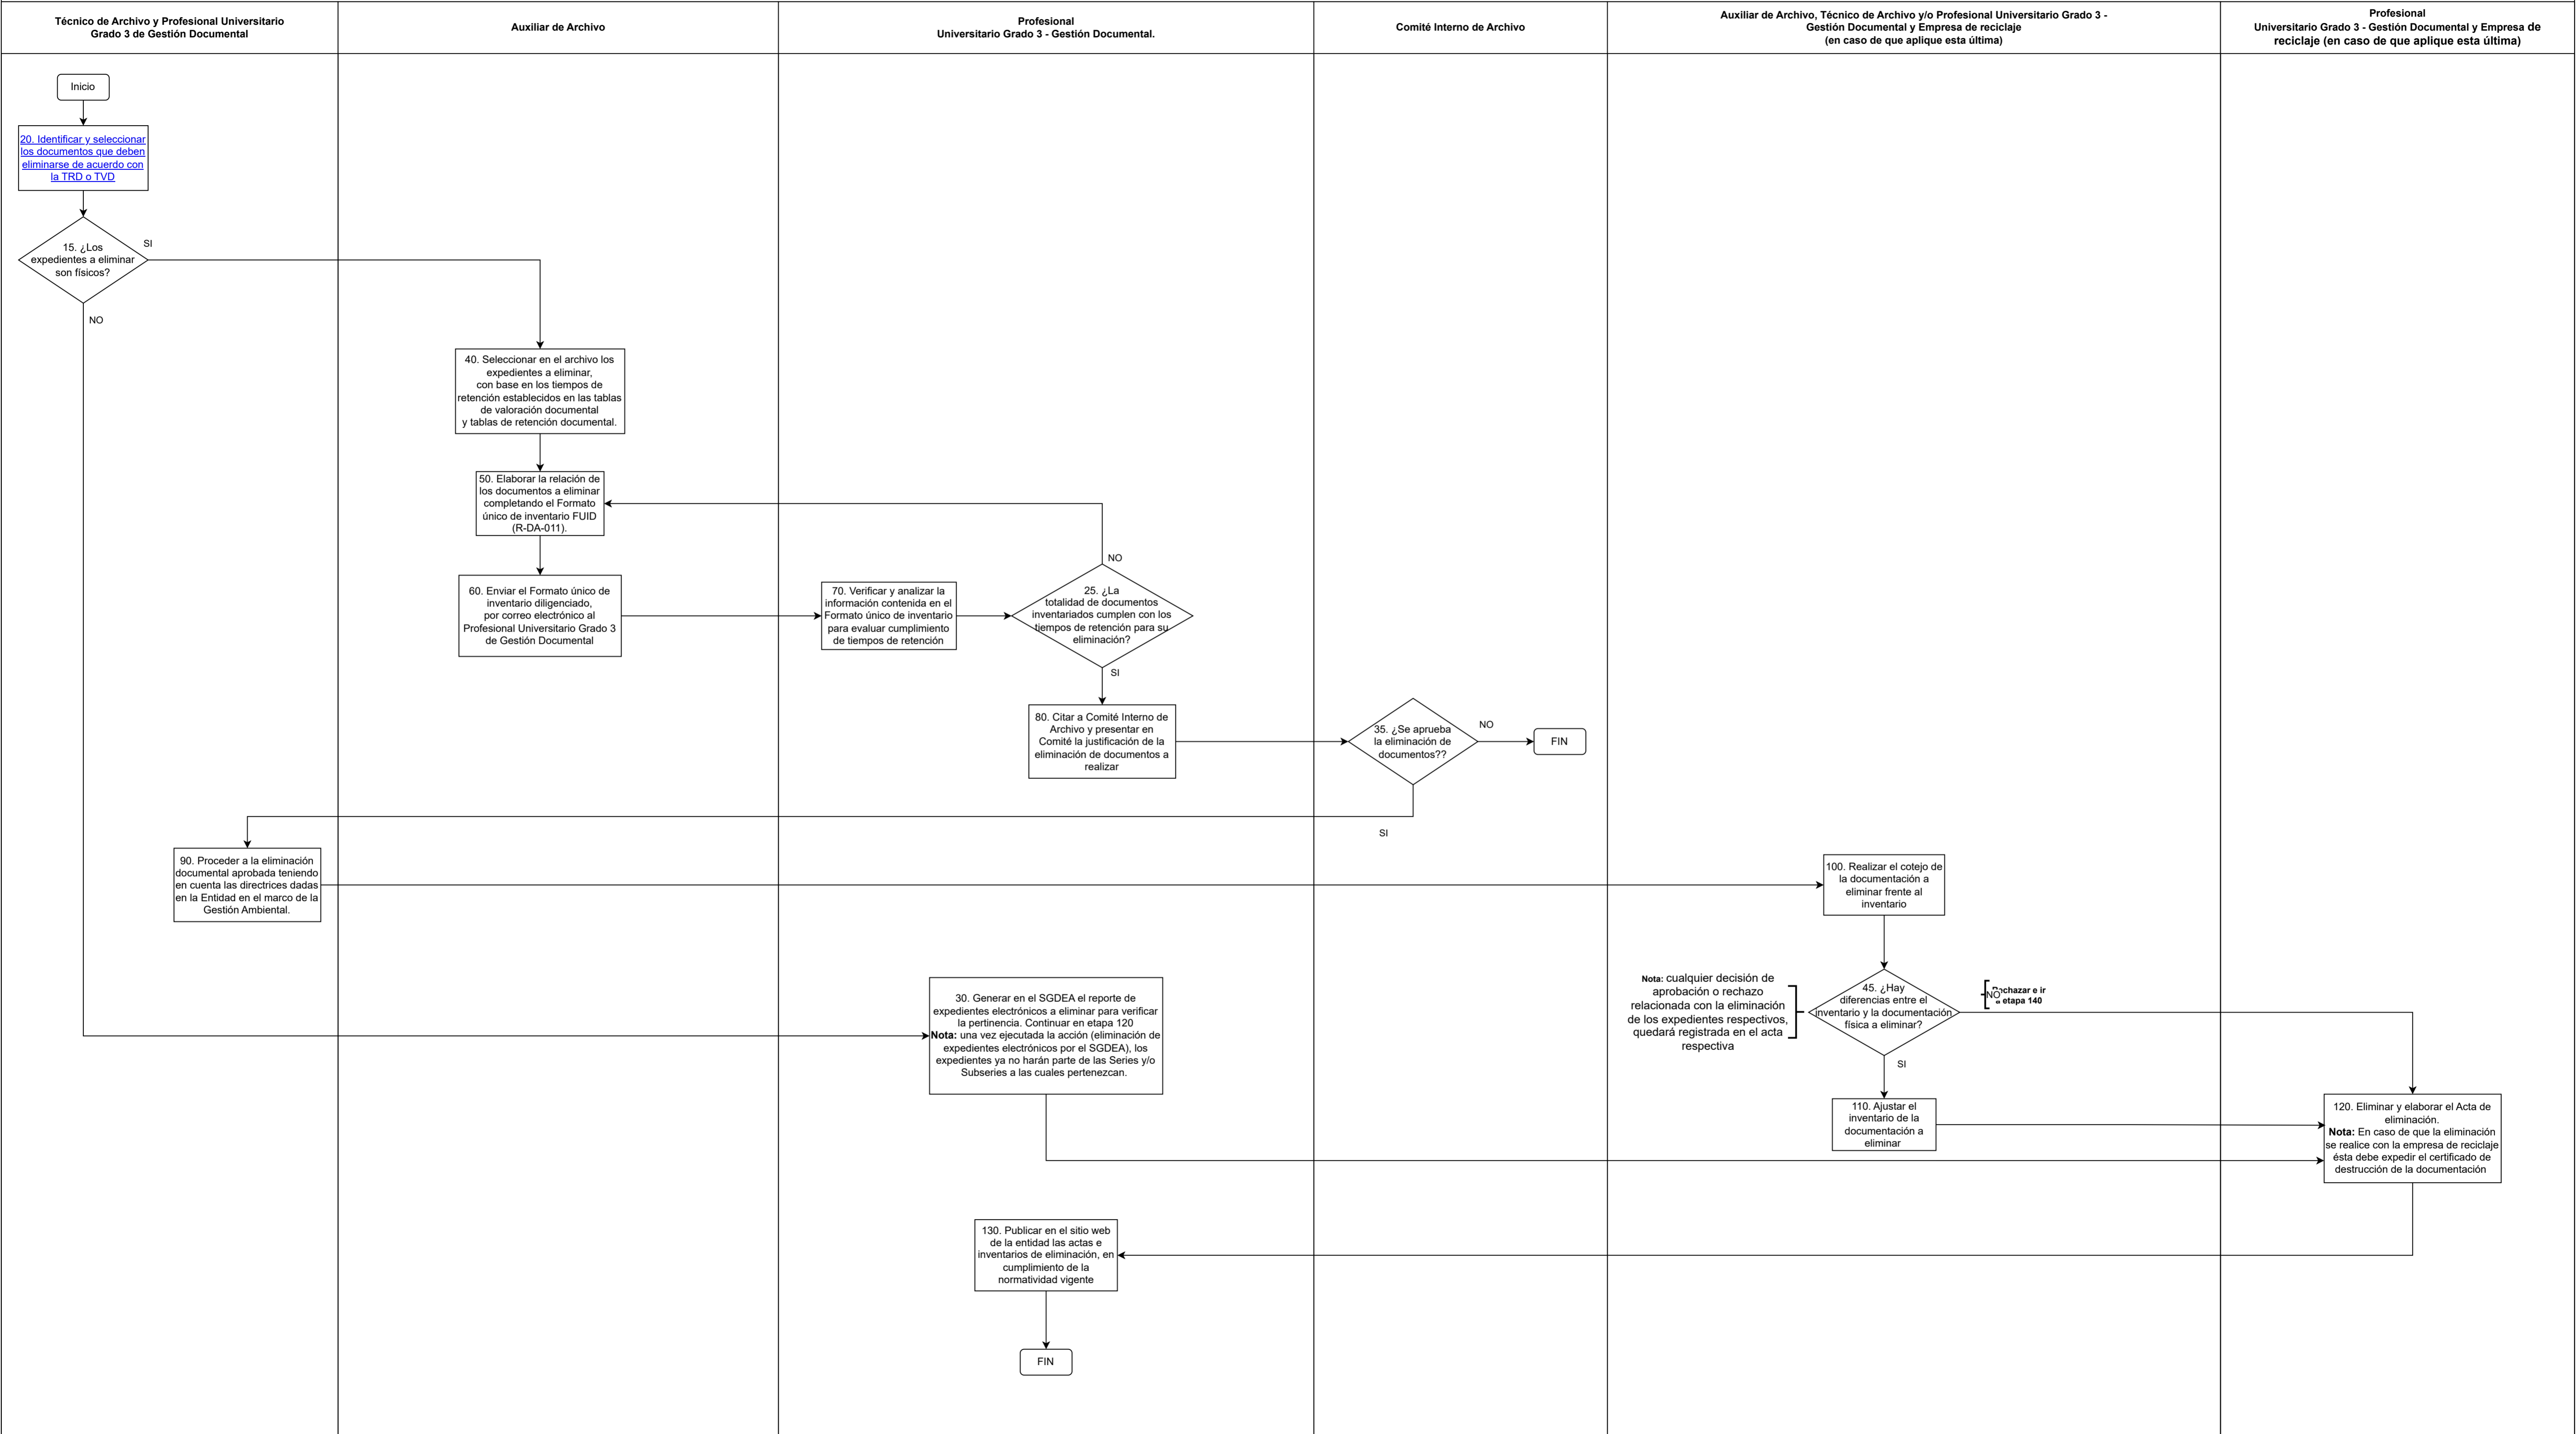 Técnico de Archivo y Profesional Universitario
Grado 3 de Gestión Documental
Auxiliar de Archivo
Profesional
Universitario Grado 3 - Gestión Documental.
Comité Interno de Archivo
Auxiliar de Archivo, Técnico de Archivo y/o Profesional Universitario Grado 3 -
Gestión Documental y Empresa de reciclaje
(en caso de que aplique esta última)
Profesional
Universitario Grado 3 - Gestión Documental y Empresa de
reciclaje (en caso de que aplique esta última)
Inicio
20. Identificar y seleccionar
los documentos que deben
eliminarse de acuerdo con
la TRD o TVD
15. ¿Los
expedientes a eliminar
son físicos?
SI
NO
40. Seleccionar en el archivo los
expedientes a eliminar,
con base en los tiempos de
retención establecidos en las tablas
de valoración documental
y tablas de retención documental.
50. Elaborar la relación de
los documentos a eliminar
completando el Formato
único de inventario FUID
(R-DA-011).
60. Enviar el Formato único de
inventario diligenciado,
por correo electrónico al
Profesional Universitario Grado 3
de Gestión Documental
70. Verificar y analizar la
información contenida en el
Formato único de inventario
para evaluar cumplimiento
de tiempos de retención
NO
25. ¿La
totalidad de documentos
inventariados cumplen con los
tiempos de retención para su
eliminación?
SI
80. Citar a Comité Interno de
Archivo y presentar en
Comité la justificación de la
eliminación de documentos a
realizar
35. ¿Se aprueba
la eliminación de
documentos??
NO
FIN
SI
90. Proceder a la eliminación
documental aprobada teniendo
en cuenta las directrices dadas
en la Entidad en el marco de la
Gestión Ambiental.
100. Realizar el cotejo de
la documentación a
eliminar frente al
inventario
Nota: cualquier decisión de
aprobación o rechazo
relacionada con la eliminación
de los expedientes respectivos,
quedará registrada en el acta
respectiva
45. ¿Hay
diferencias entre el
inventario y la documentación
física a eliminar?
NO
Rechazar e ir
a etapa 140
SI
30. Generar en el SGDEA el reporte de
expedientes electrónicos a eliminar para verificar
la pertinencia. Continuar en etapa 120
Nota: una vez ejecutada la acción (eliminación de
expedientes electrónicos por el SGDEA), los
expedientes ya no harán parte de las Series y/o
Subseries a las cuales pertenezcan.
110. Ajustar el
inventario de la
documentación a
eliminar
120. Eliminar y elaborar el Acta de
eliminación.
Nota: En caso de que la eliminación
se realice con la empresa de reciclaje
ésta debe expedir el certificado de
destrucción de la documentación
130. Publicar en el sitio web
de la entidad las actas e
inventarios de eliminación, en
cumplimiento de la
normatividad vigente
FIN